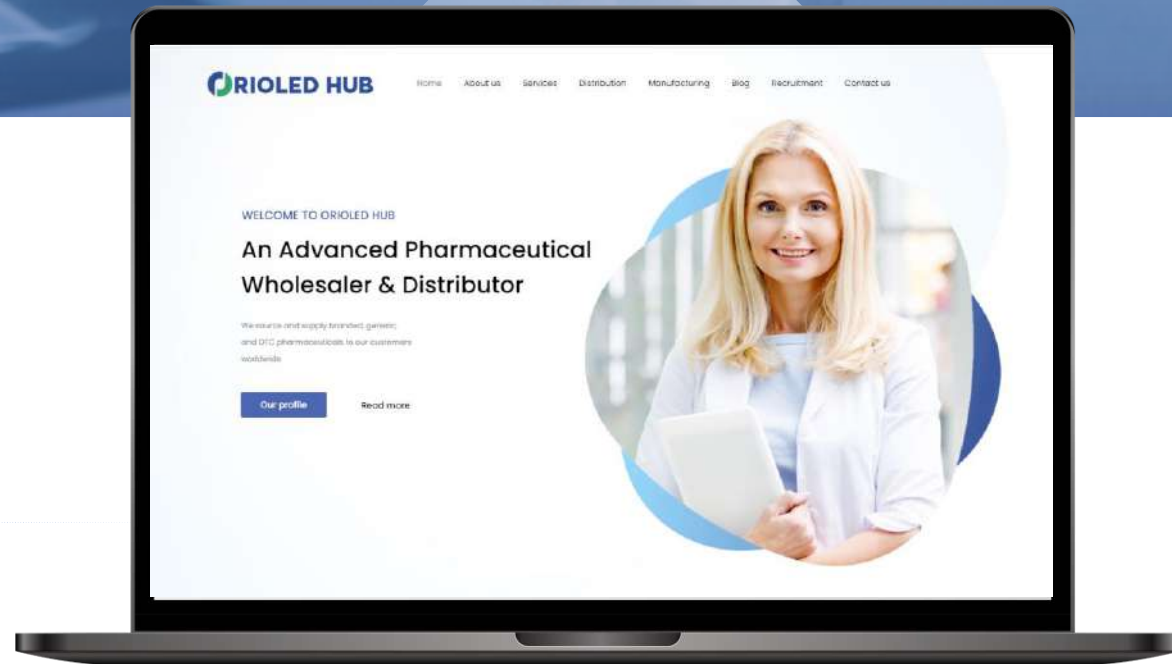 ORIOLED HUB
Home About us Services Distribution Manufacturing Blog Recruitment Contact us
WELCOME TO ORIOLED HUB
An Advanced Pharmaceutical
Wholesaler & Distributor
We source and supply branded, generic,
and OTC pharmaceuticals to our customers
worldwide
Our profile Read more